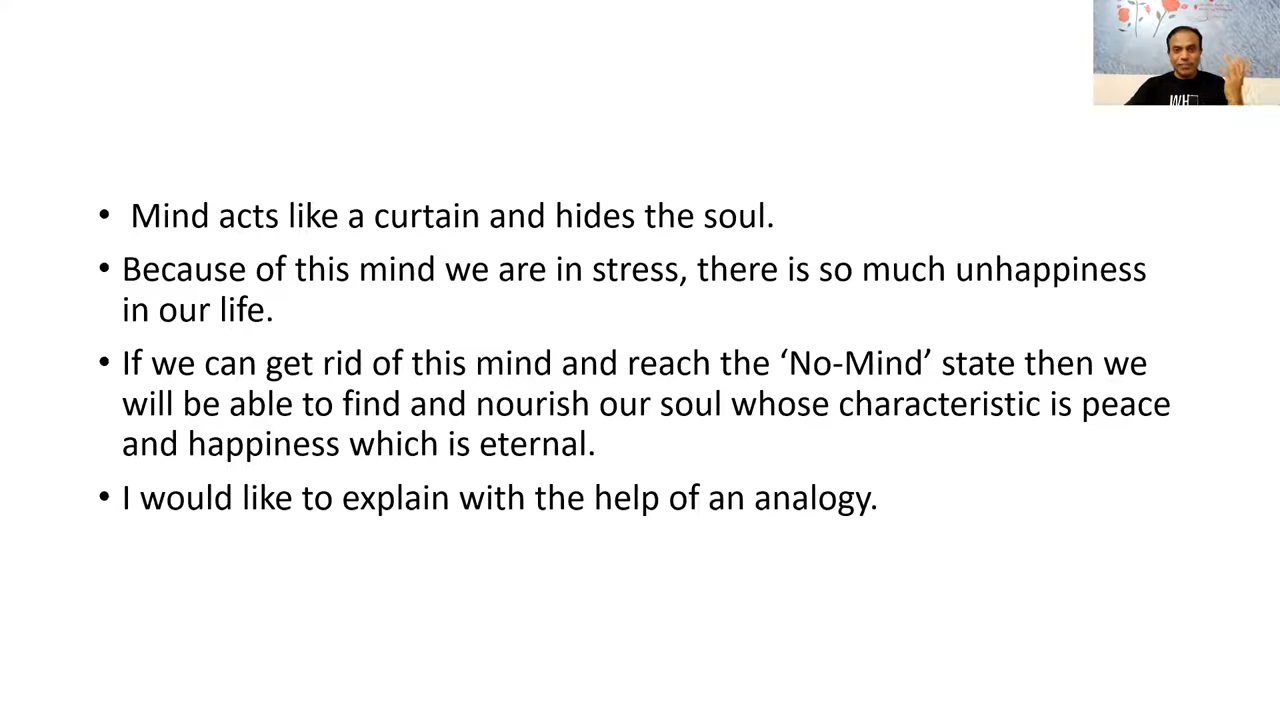 • Mind acts like a curtain and hides the soul.
• Because of this mind we are in stress, there is so much unhappiness
in our life.
• If we can get rid of this mind and reach the ‘No-Mind’ state then we
will be able to find and nourish our soul whose characteristic is peace
and happiness which is eternal.
• I would like to explain with the help of an analogy.